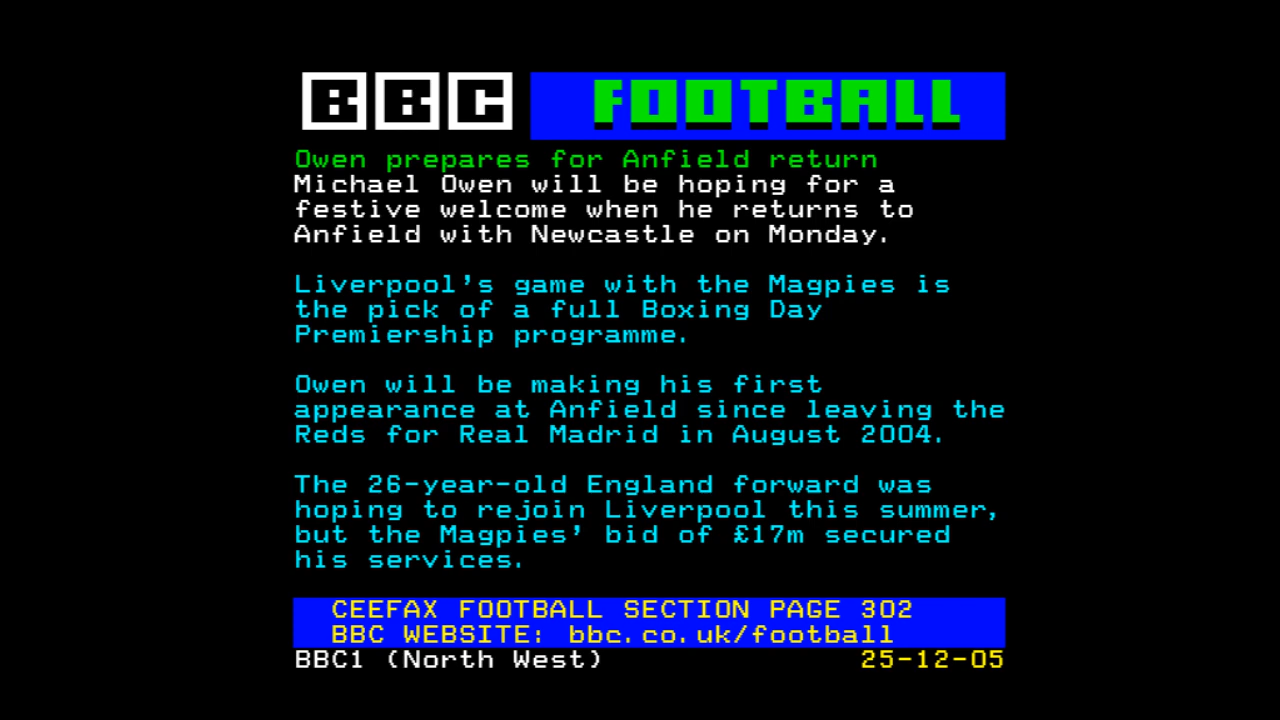 BBC FOOTBALL
Owen prepares for Anfield return
Michael Owen will be hoping for a
festive welcome when he returns to
Anfield with Newcastle on Monday.
Liverpool's game with the Magpies is
the pick of a full Boxing Day
Premiership programme.
Owen will be making his first
appearance at Anfield since leaving the
Reds for Real Madrid in August 2004.
The 26-year-old England forward was
hoping to rejoin Liverpool this summer,
but the Magpies' bid of £17m secured
his services.
CEEFAX FOOTBALL SECTION PAGE 302
BBC WEBSITE: bbc.co.uk/football
BBC1 (North West) 25-12-05